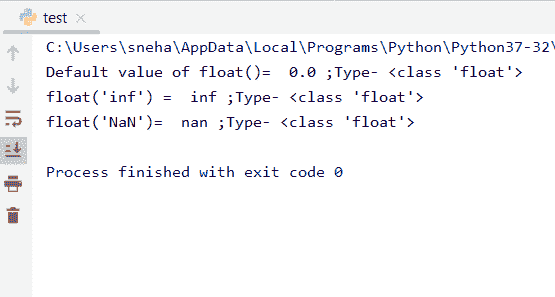 test
C:\Users\sneha\AppData\Local\Programs\Python\Python37-32\
Default value of float()=  0.0 ;Type- <class 'float'>
float('inf') =  inf ;Type- <class 'float'>
float('NaN')=  nan ;Type- <class 'float'>
Process finished with exit code 0